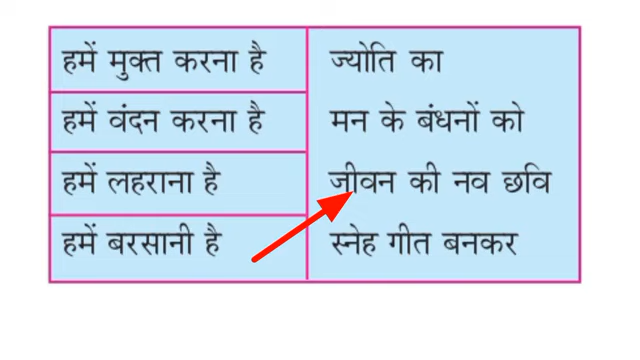 हमें मुक्त करना है ज्योति का
हमें वंदन करना है मन के बंधनों को
हमें लहराना है जीवन की नव छवि
हमें बरसानी है स्नेह गीत बनकर